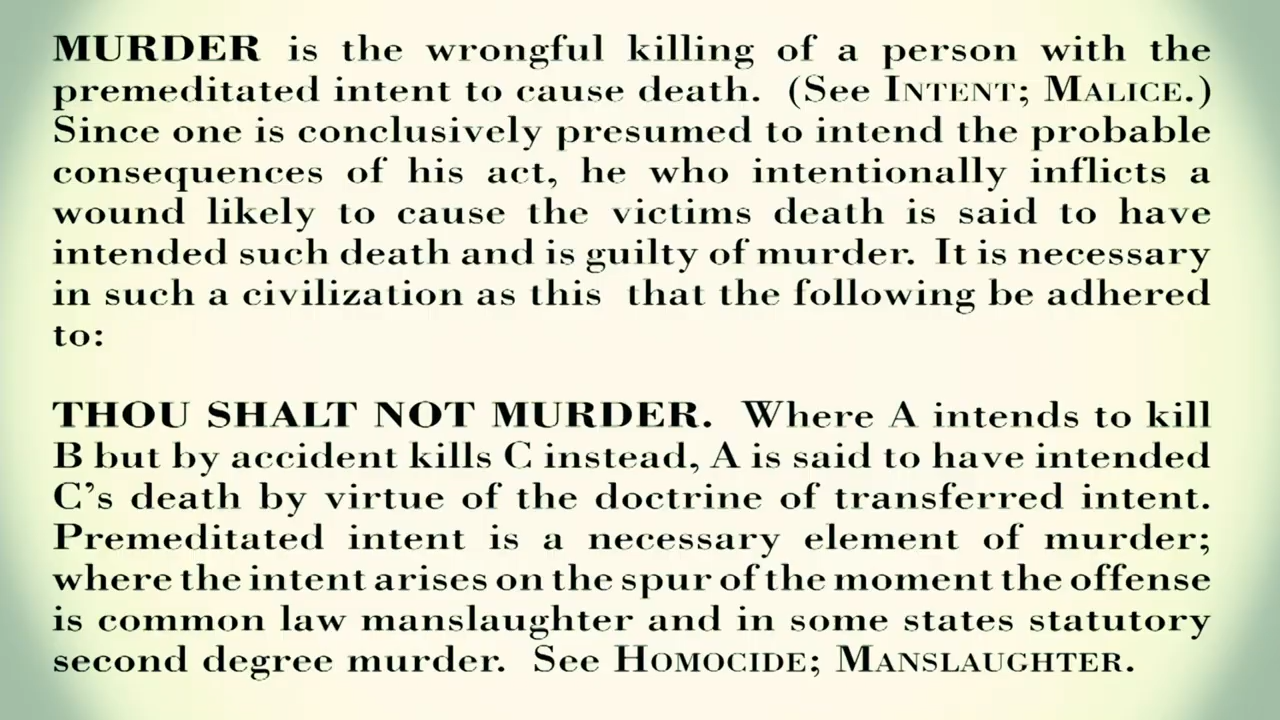 MURDER is the wrongful killing of a person with the
premeditated intent to cause death. (See INTENT; MALICE.)
Since one is conclusively presumed to intend the probable
consequences of his act, he who intentionally inflicts a
wound likely to cause the victims death is said to have
intended such death and is guilty of murder. It is necessary
in such a civilization as this that the following be adhered
to:
THOU SHALT NOT MURDER. Where A intends to kill
B but by accident kills C instead, A is said to have intended
C's death by virtue of the doctrine of transferred intent.
Premeditated intent is a necessary element of murder;
where the intent arises on the spur of the moment the offense
is common law manslaughter and in some states statutory
second degree murder. See HOMOCIDE; MANSLAUGHTER.